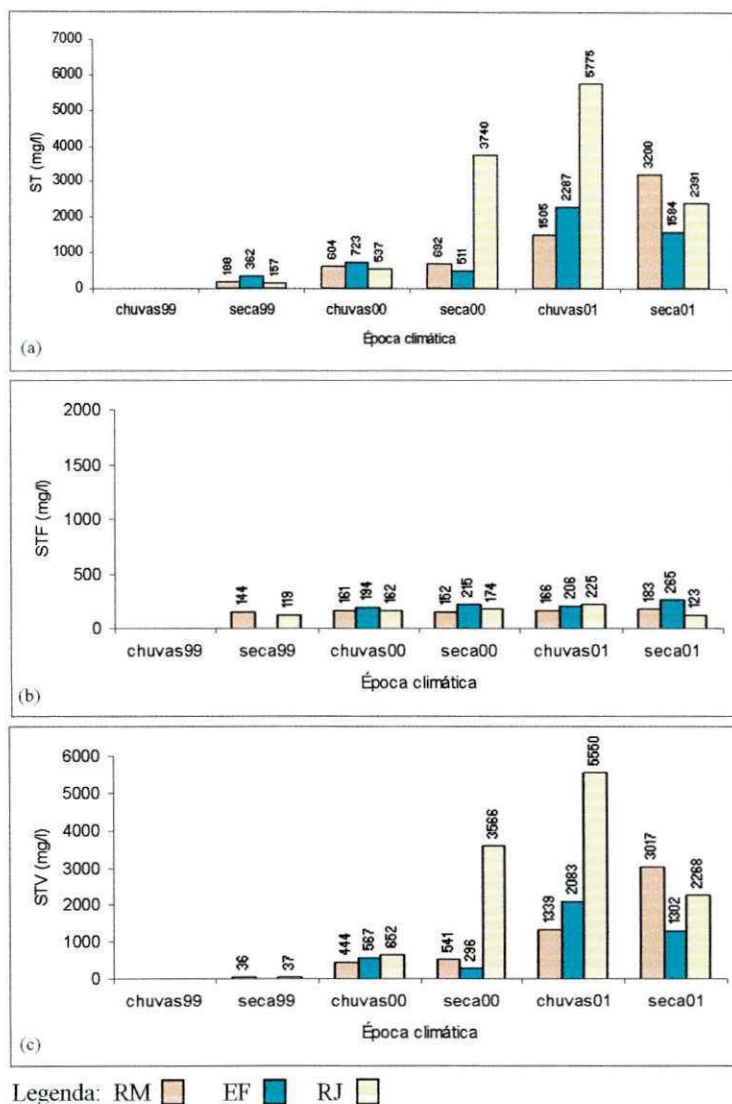 7000
6000
5000
4000
3000
2000
1000
0
ST (mg/l)
188 362 157
604 723 537
692 511 3740
1505 2287 5775
3200 1584 2391
chuvas99 seca99 chuvas00 seca00 chuvas01 seca01
Época climática
(a)
2000
1500
1000
500
0
STF (mg/l)
144 119
161 194 162
152 215 174
166 206 225
183 265 123
chuvas99 seca99 chuvas00 seca00 chuvas01 seca01
Época climática
(b)
6000
5000
4000
3000
2000
1000
0
STV (mg/l)
36 37
444 567 652
541 296 3566
1339 2083 5550
3017 1302 2268
chuvas99 seca99 chuvas00 seca00 chuvas01 seca01
Época climática
(c)
Legenda: RM EF RJ